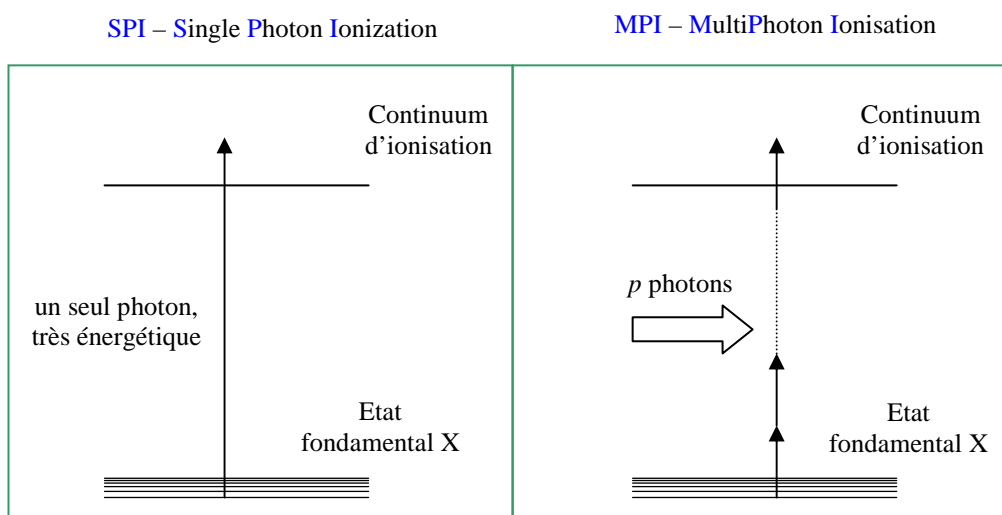 SPI – Single Photon Ionization
MPI – MultiPhoton Ionisation
Continuum
d'ionisation
un seul photon,
très énergétique
Etat
fondamental X
Continuum
d'ionisation
p photons
Etat
fondamental X